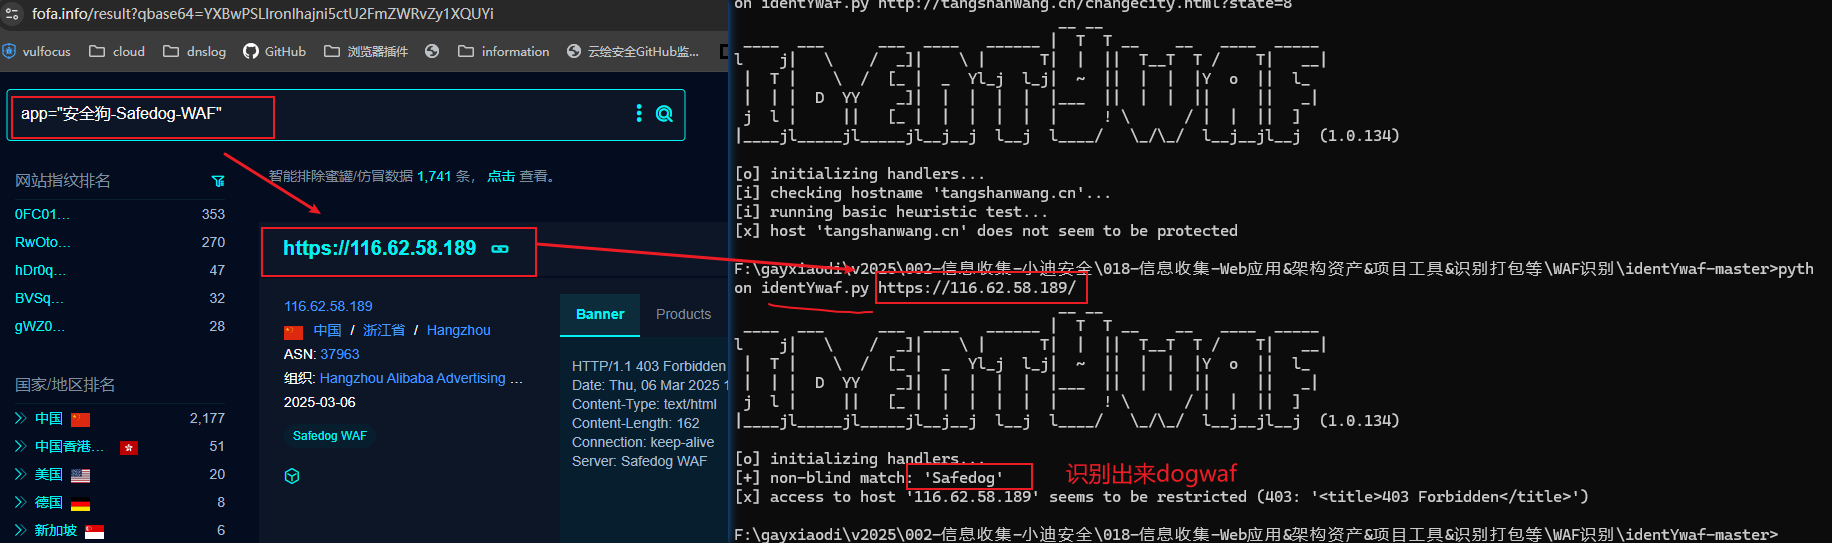 fofa.info/result?qbase64=YXBwPSLlronlhajni5ctU2FmZWRvZy1XQUYi
vulfocus
cloud
dnslog
GitHub
浏览器插件
information
云绘安全GitHub监...
app="安全狗-Safedog-WAF"
网站指纹排名
0FC01... 353
RwOto... 270
hDr0q... 47
BVSq... 32
gWZ0... 28
国家/地区排名
中国 2,177
中国香港... 51
美国 20
德国 8
新加坡 6
智能排除蜜罐/仿冒数据 1,741 条， 点击 查看。
https://116.62.58.189
116.62.58.189
中国 / 浙江省 / Hangzhou
ASN: 37963
组织: Hangzhou Alibaba Advertising ...
2025-03-06
Safedog WAF
Banner Products
HTTP/1.1 403 Forbidden
Date: Thu, 06 Mar 2025 1
Content-Type: text/html
Content-Length: 162
Connection: keep-alive
Server: Safedog WAF
on identYwaf.py http://tangshanwang.cn/changecity.html?state=8
IDENTYWAF
(1.0.134)
[o] initializing handlers...
[i] checking hostname 'tangshanwang.cn'...
[i] running basic heuristic test...
[x] host 'tangshanwang.cn' does not seem to be protected
F:\gayxiaodi\v2025\002-信息收集-小迪安全\018-信息收集-Web应用&架构资产&项目工具&识别打包等\WAF识别\identYwaf-master>pyth
on identYwaf.py https://116.62.58.189/
IDENTYWAF
(1.0.134)
[o] initializing handlers...
[+] non-blind match: 'Safedog'
识别出来dogwaf
[x] access to host '116.62.58.189' seems to be restricted (403: '<title>403 Forbidden</title>')
F:\gayxiaodi\v2025\002-信息收集-小迪安全\018-信息收集-Web应用&架构资产&项目工具&识别打包等\WAF识别\identYwaf-master>